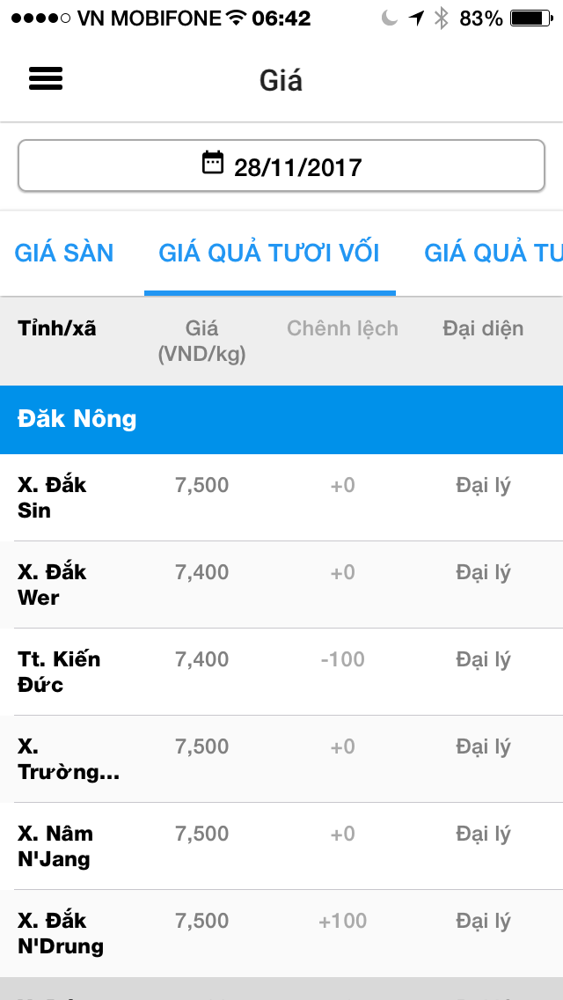 VN MOBIFONE 06:42 83%
Giá
28/11/2017
GIÁ SÀN GIÁ QUẢ TƯƠI VỐI GIÁ QUẢ TƯ
Tỉnh/xã Giá Chênh lệch Đại diện
(VND/kg)
Đăk Nông
X. Đắk 7,500 +0 Đại lý
Sin
X. Đắk 7,400 +0 Đại lý
Wer
Tt. Kiến 7,400 -100 Đại lý
Đức
X. 7,500 +0 Đại lý
Trường...
X. Nâm 7,500 +0 Đại lý
N'Jang
X. Đắk 7,500 +100 Đại lý
N'Drung